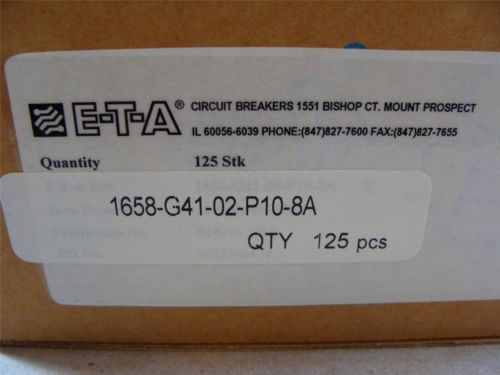 E-T-A® CIRCUIT BREAKERS 1551 BISHOP CT. MOUNT PROSPECT
IL 60056-6039 PHONE:(847)827-7600 FAX:(847)827-7655
Quantity 125 Stk
1658-G41-02-P10-8A
QTY 125 pcs